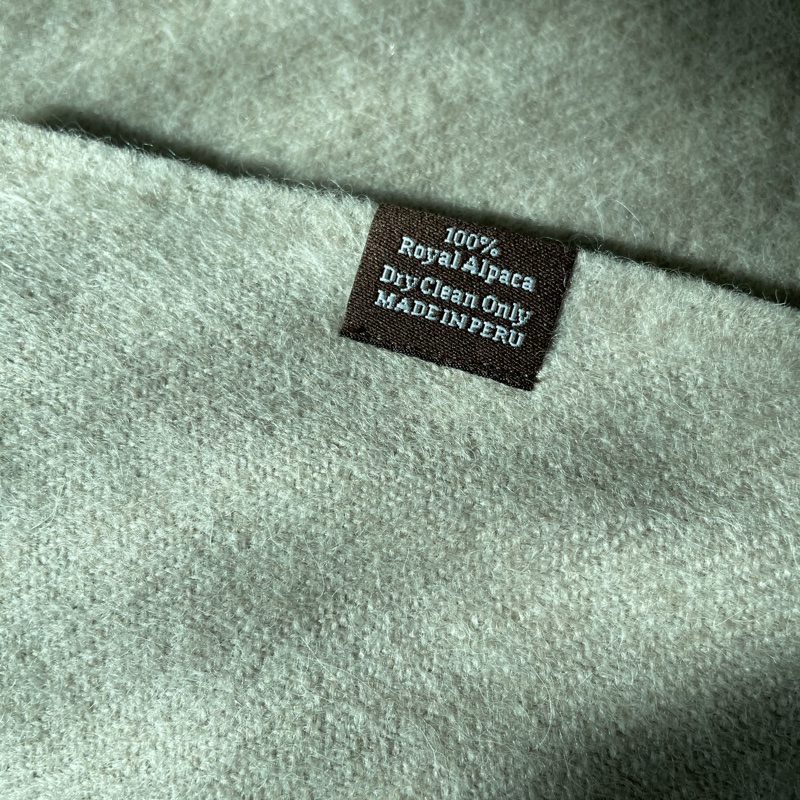 100%
Royal Alpaca
Dry Clean Only
MADE IN PERU